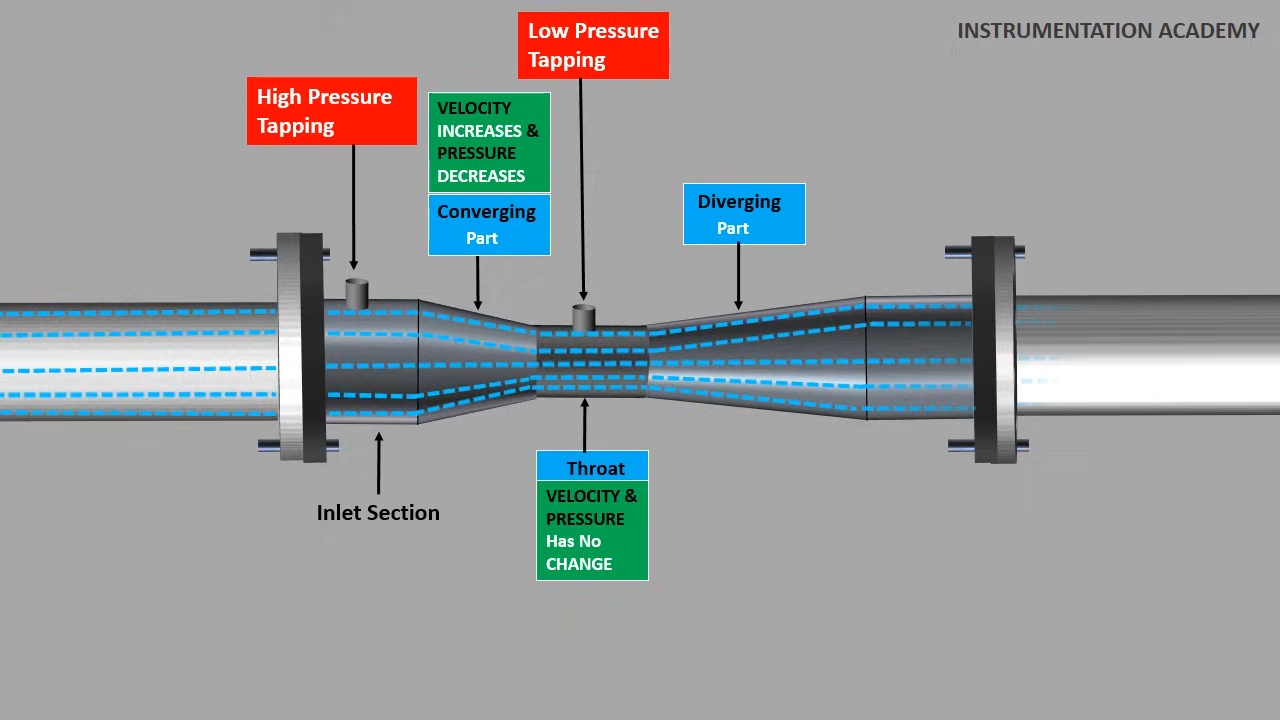 INSTRUMENTATION ACADEMY
Low Pressure
Tapping
High Pressure
Tapping
VELOCITY
INCREASES &
PRESSURE
DECREASES
Converging
Part
Diverging
Part
Inlet Section
Throat
VELOCITY &
PRESSURE
Has No
CHANGE